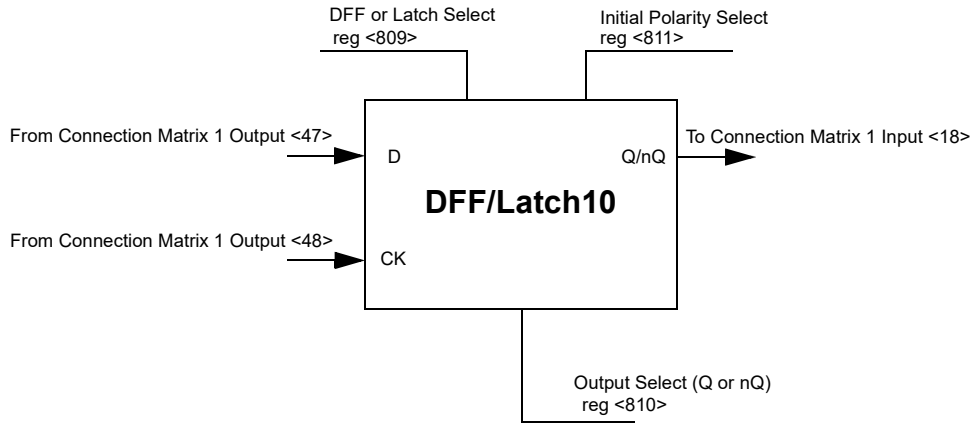 DFF or Latch Select
reg <809>
Initial Polarity Select
reg <811>
From Connection Matrix 1 Output <47>
D
Q/nQ
To Connection Matrix 1 Input <18>
DFF/Latch10
From Connection Matrix 1 Output <48>
CK
Output Select (Q or nQ)
reg <810>